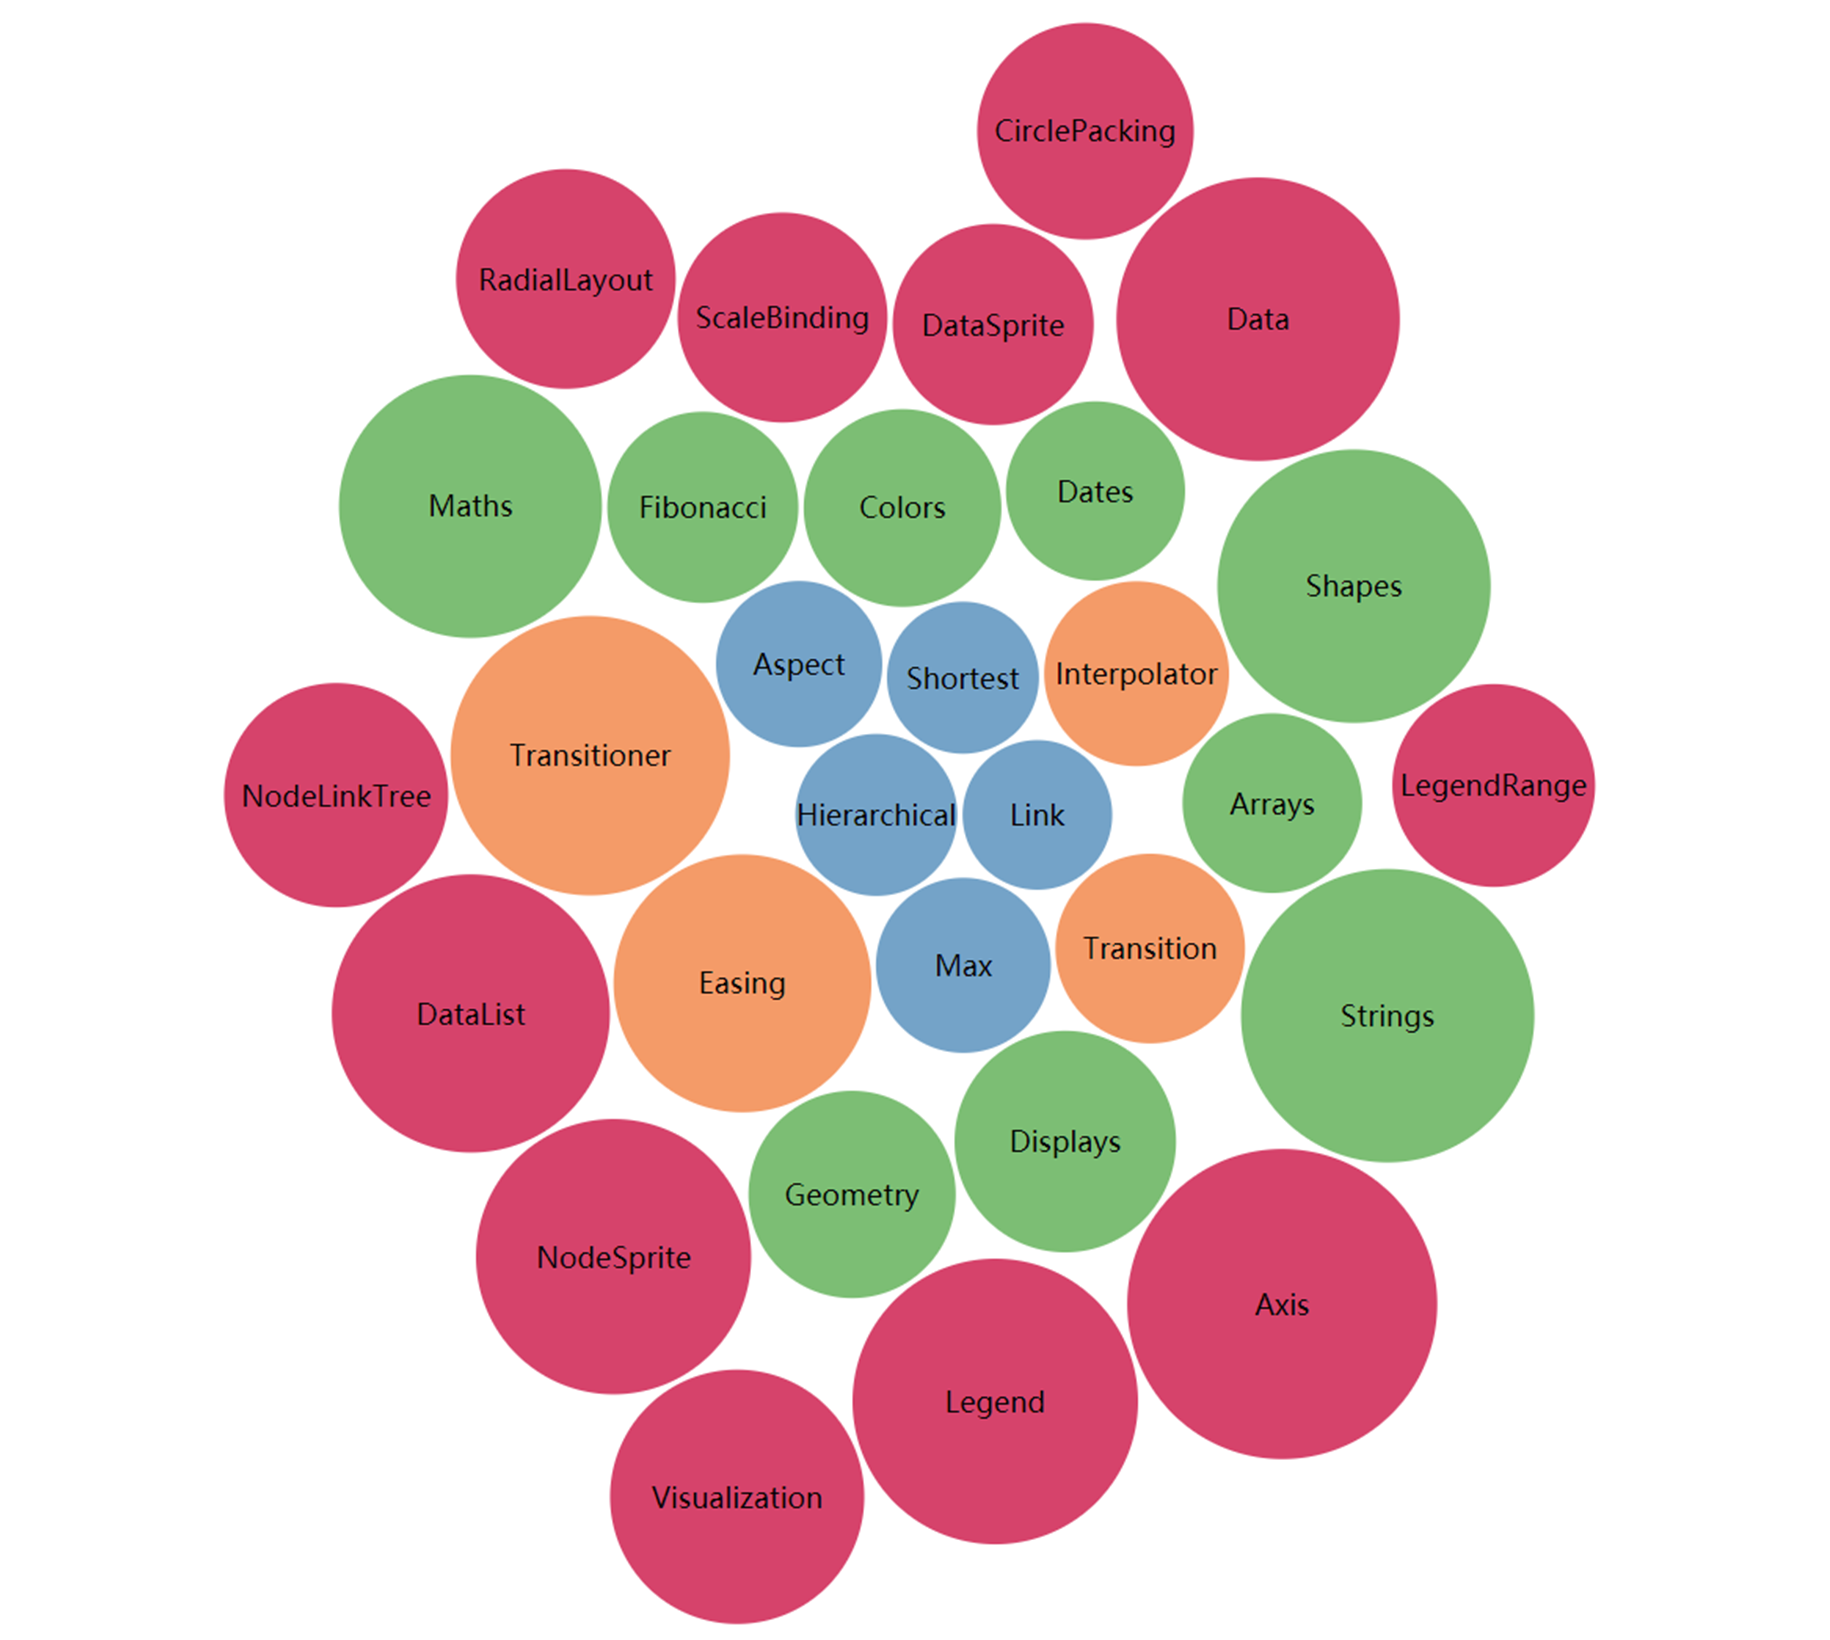 CirclePacking
RadialLayout
ScaleBinding
DataSprite
Data
Maths
Fibonacci
Colors
Dates
Shapes
Aspect
Shortest
Interpolator
Transitioner
NodeLinkTree
Hierarchical
Link
Arrays
LegendRange
Easing
Max
Transition
DataList
Strings
Geometry
Displays
NodeSprite
Axis
Legend
Visualization